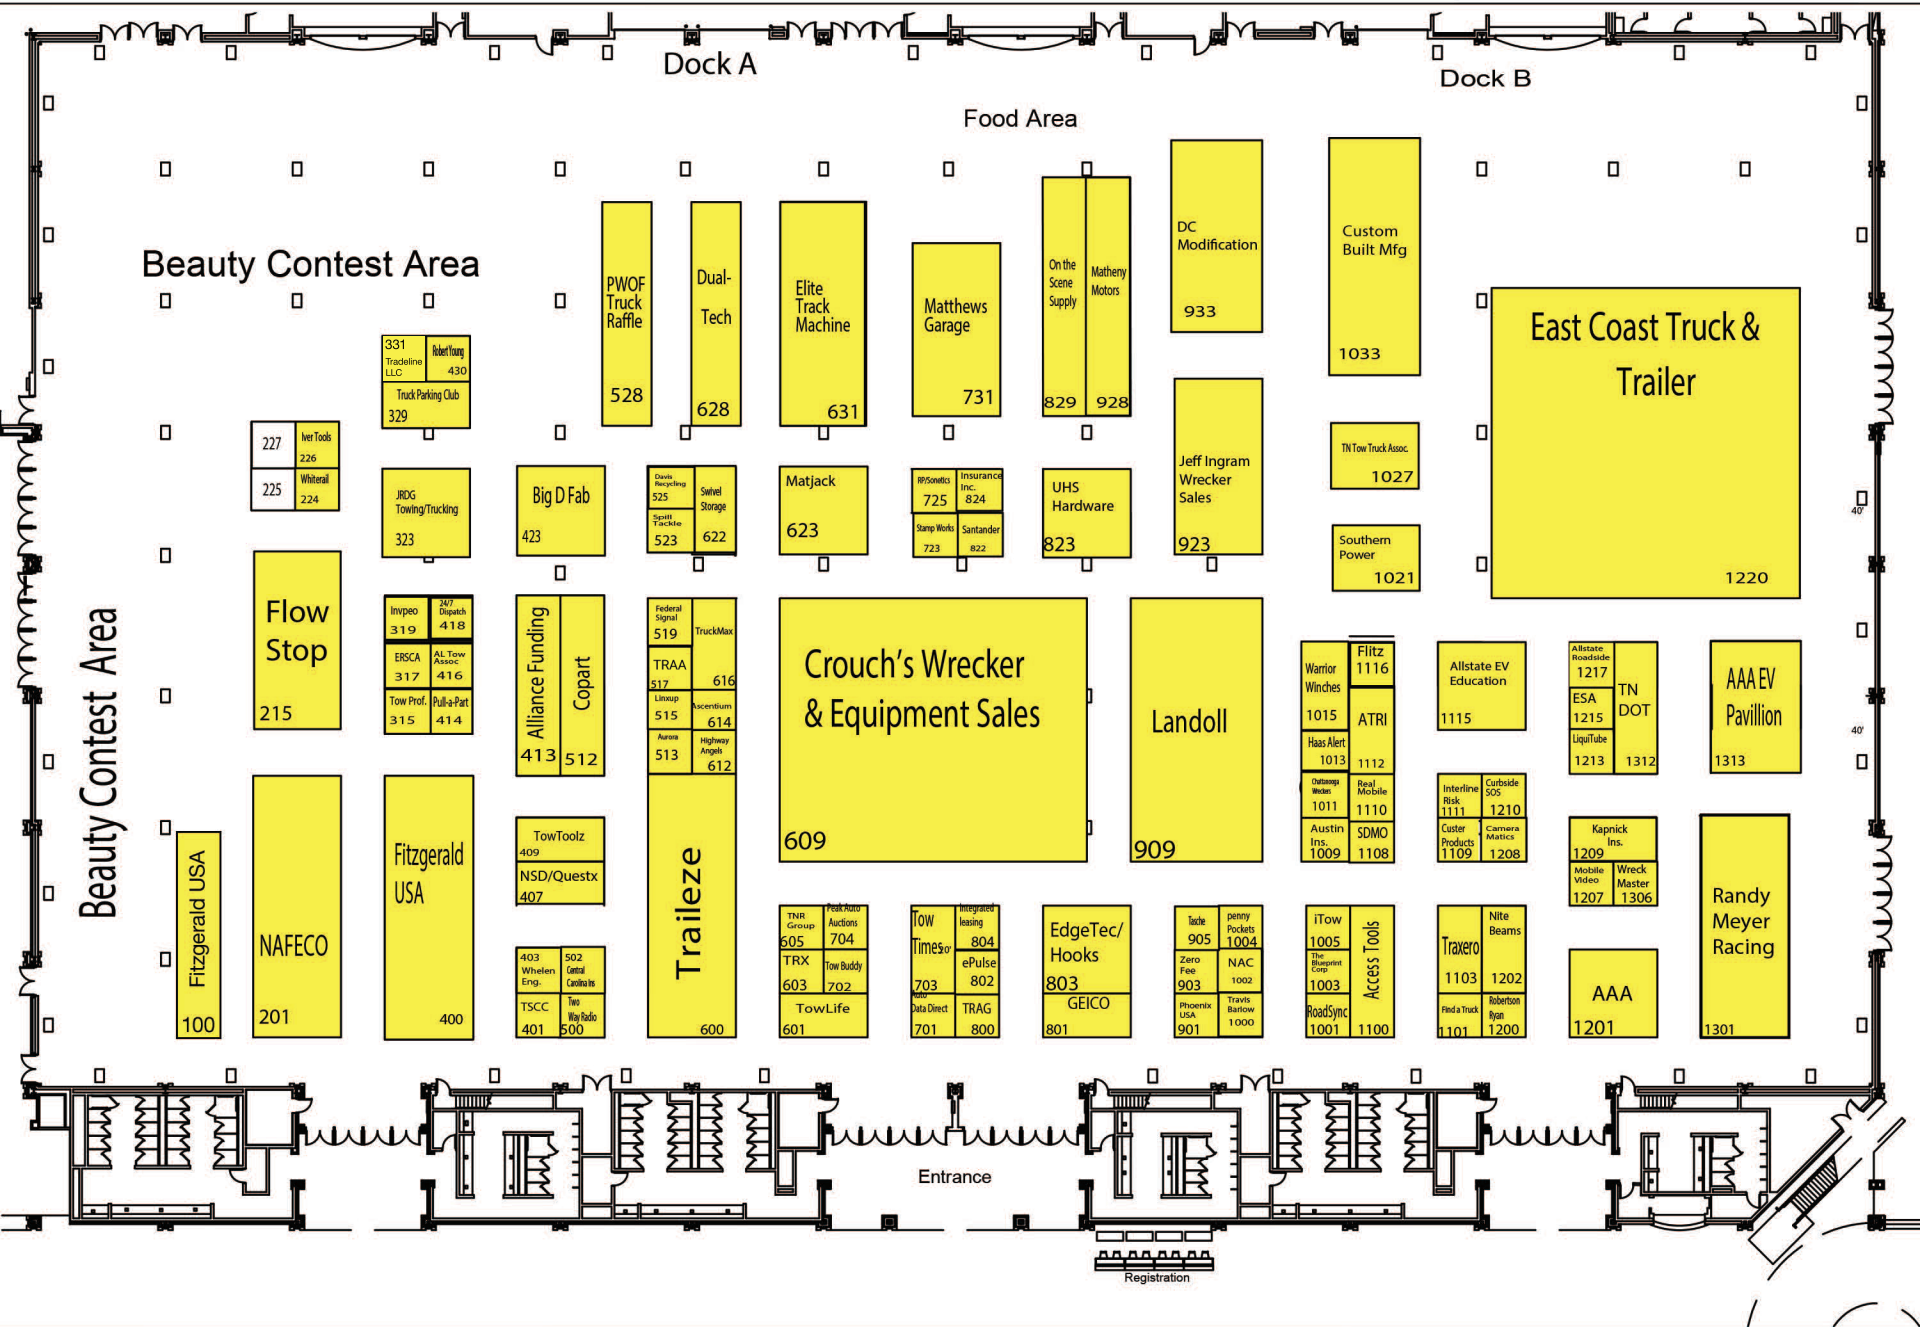 Dock A
Dock B
Food Area
Beauty Contest Area
Beauty Contest Area
PWOF
Truck
Raffle
528
Dual-
Tech
628
Elite
Track
Machine
631
Matthews
Garage
731
On the
Scene
Supply
829
Matheny
Motors
928
DC
Modification
933
Custom
Built Mfg
1033
East Coast Truck &
Trailer
1220
331
Tradeline
LLC
Robert Young
430
Truck Parking Club
329
227
Iver Tools
226
225
Whiterail
224
JRDG
Towing/Trucking
323
Big D Fab
423
Davis
Recycling
525
Spill
Tackle
523
Swivel
Storage
622
Matjack
623
RP/Sonetics
725
Insurance
Inc.
824
Stamp Works
723
Santander
822
UHS
Hardware
823
Jeff Ingram
Wrecker
Sales
923
TN Tow Truck Assoc.
1027
Southern
Power
1021
40'
40'
Flow
Stop
215
Invpeo
319
24/7
Dispatch
418
ERSCA
317
AL Tow
Assoc
416
Tow Prof.
315
Pull-a-Part
414
Alliance Funding
413
Copart
512
Federal
Signal
519
TruckMax
616
TRAA
517
Linxup
515
Ascentium
614
Aurora
513
Highway
Angels
612
Crouch's Wrecker
& Equipment Sales
609
Landoll
909
Warrior
Winches
1015
Flitz
1116
ATRI
1112
Haas Alert
1013
Chattanooga
Wreckers
1011
Real
Mobile
1110
Austin
Ins.
1009
SDMO
1108
Allstate EV
Education
1115
Allstate
Roadside
1217
ESA
1215
LiquiTube
1213
TN
DOT
1312
AAA EV
Pavillion
1313
Interline
Risk
1111
Curbside
SOS
1210
Custer
Products
1109
Camera
Matics
1208
Kapnick
Ins.
1209
Mobile
Video
1207
Wreck
Master
1306
Randy
Meyer
Racing
1301
Fitzgerald USA
100
NAFECO
201
Fitzgerald
USA
400
TowToolz
409
NSD/Questx
407
403
Whelen
Eng.
502
Central
Carolina Ins
TSCC
401
Two
Way Radio
500
Traileze
600
TNR
Group
605
Peak Auto
Auctions
704
TRX
603
Tow Buddy
702
TowLife
601
Tow
Times
703
Integrated
leasing
804
ePulse
802
Auto
Data Direct
701
TRAG
800
EdgeTec/
Hooks
803
GEICO
801
Tasche
905
penny
Pockets
1004
Zero
Fee
903
NAC
1002
Phoenix
USA
901
Travis
Barlow
1000
iTow
1005
The
Blueprint
Corp
1003
RoadSync
1001
Access Tools
1100
Traxero
1103
Nite
Beams
1202
Find a Truck
1101
Robertson
Ryan
1200
AAA
1201
Entrance
Registration